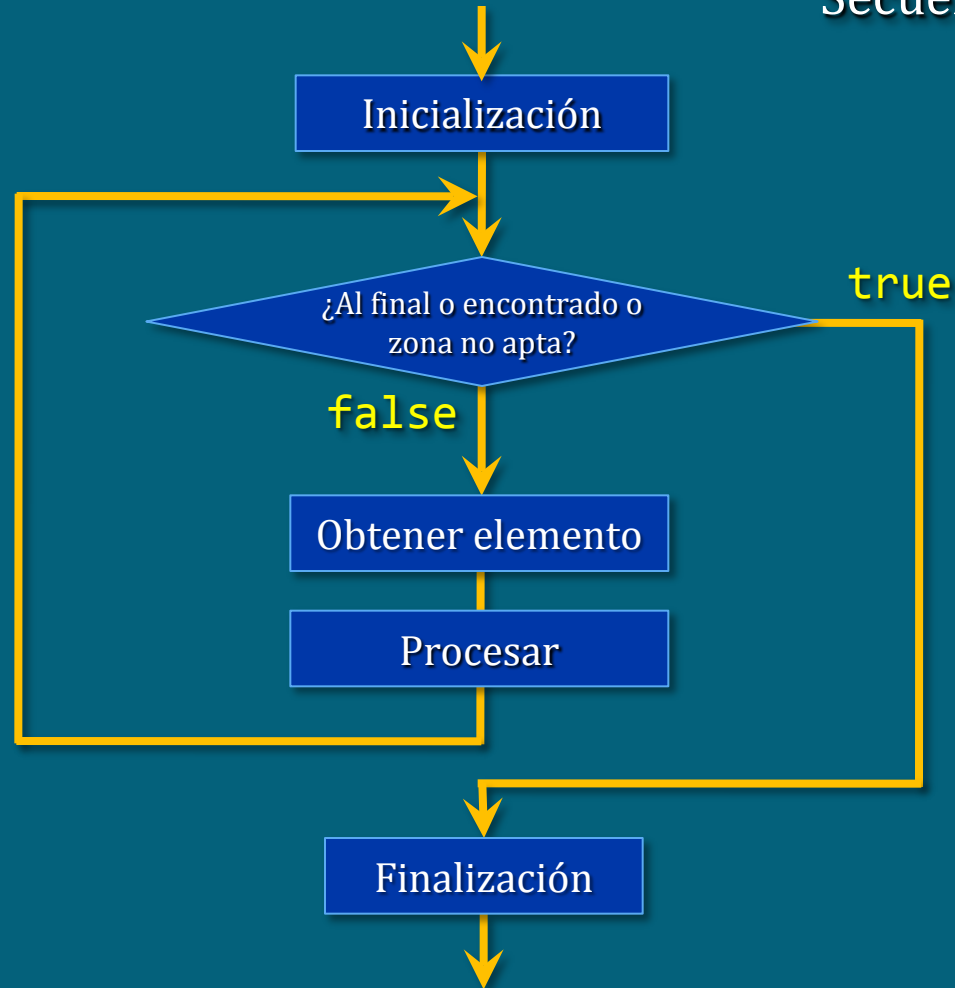 Inicialización
¿Al final o encontrado o
zona no apta?
true
false
Obtener elemento
Procesar
Finalización